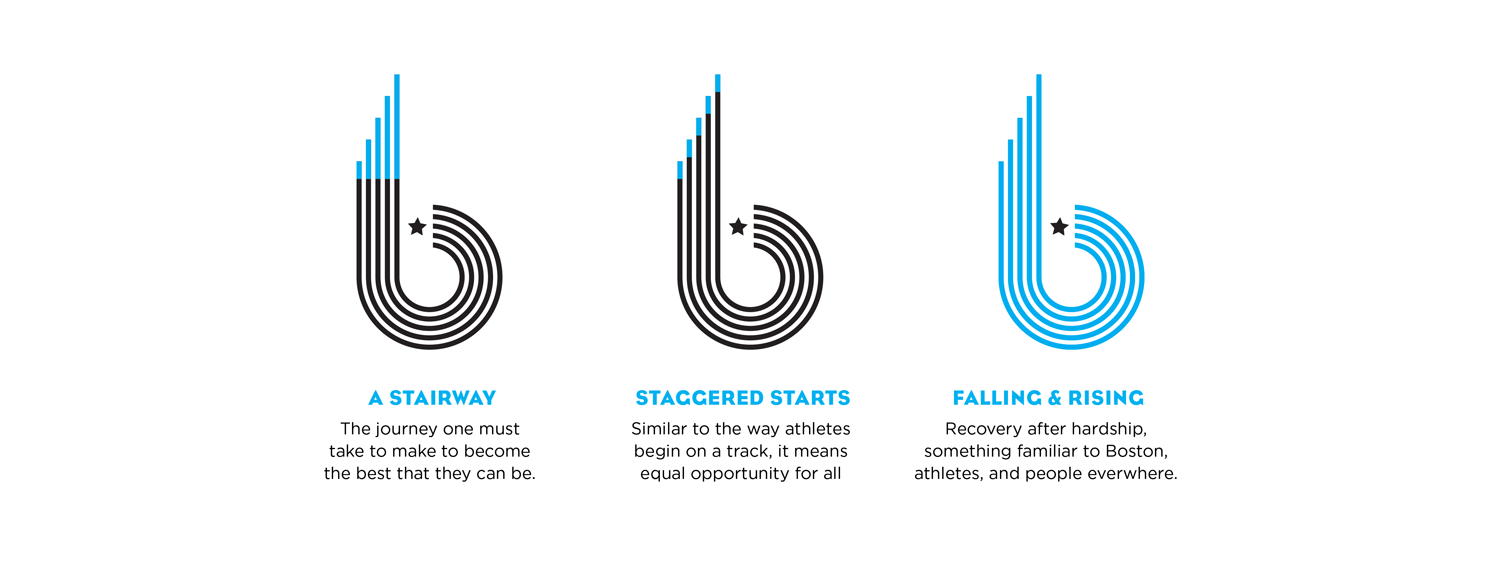 A STAIRWAY
The journey one must
take to make to become
the best that they can be.
STAGGERED STARTS
Similar to the way athletes
begin on a track, it means
equal opportunity for all
FALLING & RISING
Recovery after hardship,
something familiar to Boston,
athletes, and people everwhere.